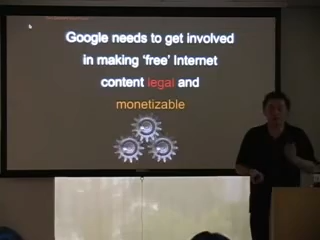 Google needs to get involved
in making 'free' Internet
content legal and
monetizable